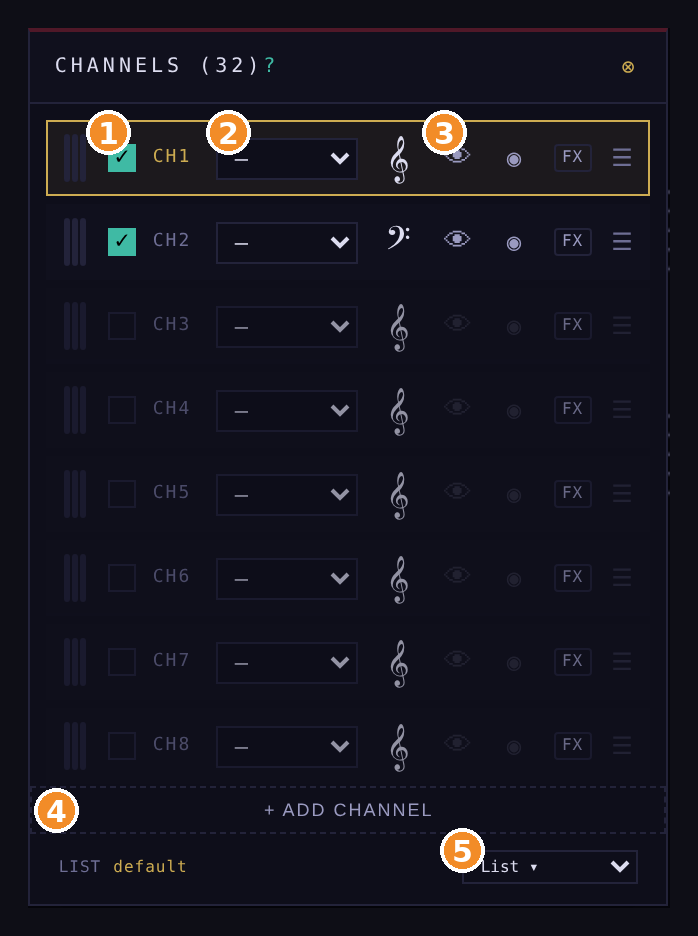 CHANNELS (32)?
1 2 3
✓ CH1 — FX
✓ CH2 — FX
CH3 — FX
CH4 — FX
CH5 — FX
CH6 — FX
CH7 — FX
CH8 — FX
4 + ADD CHANNEL
5
LIST default List ▾